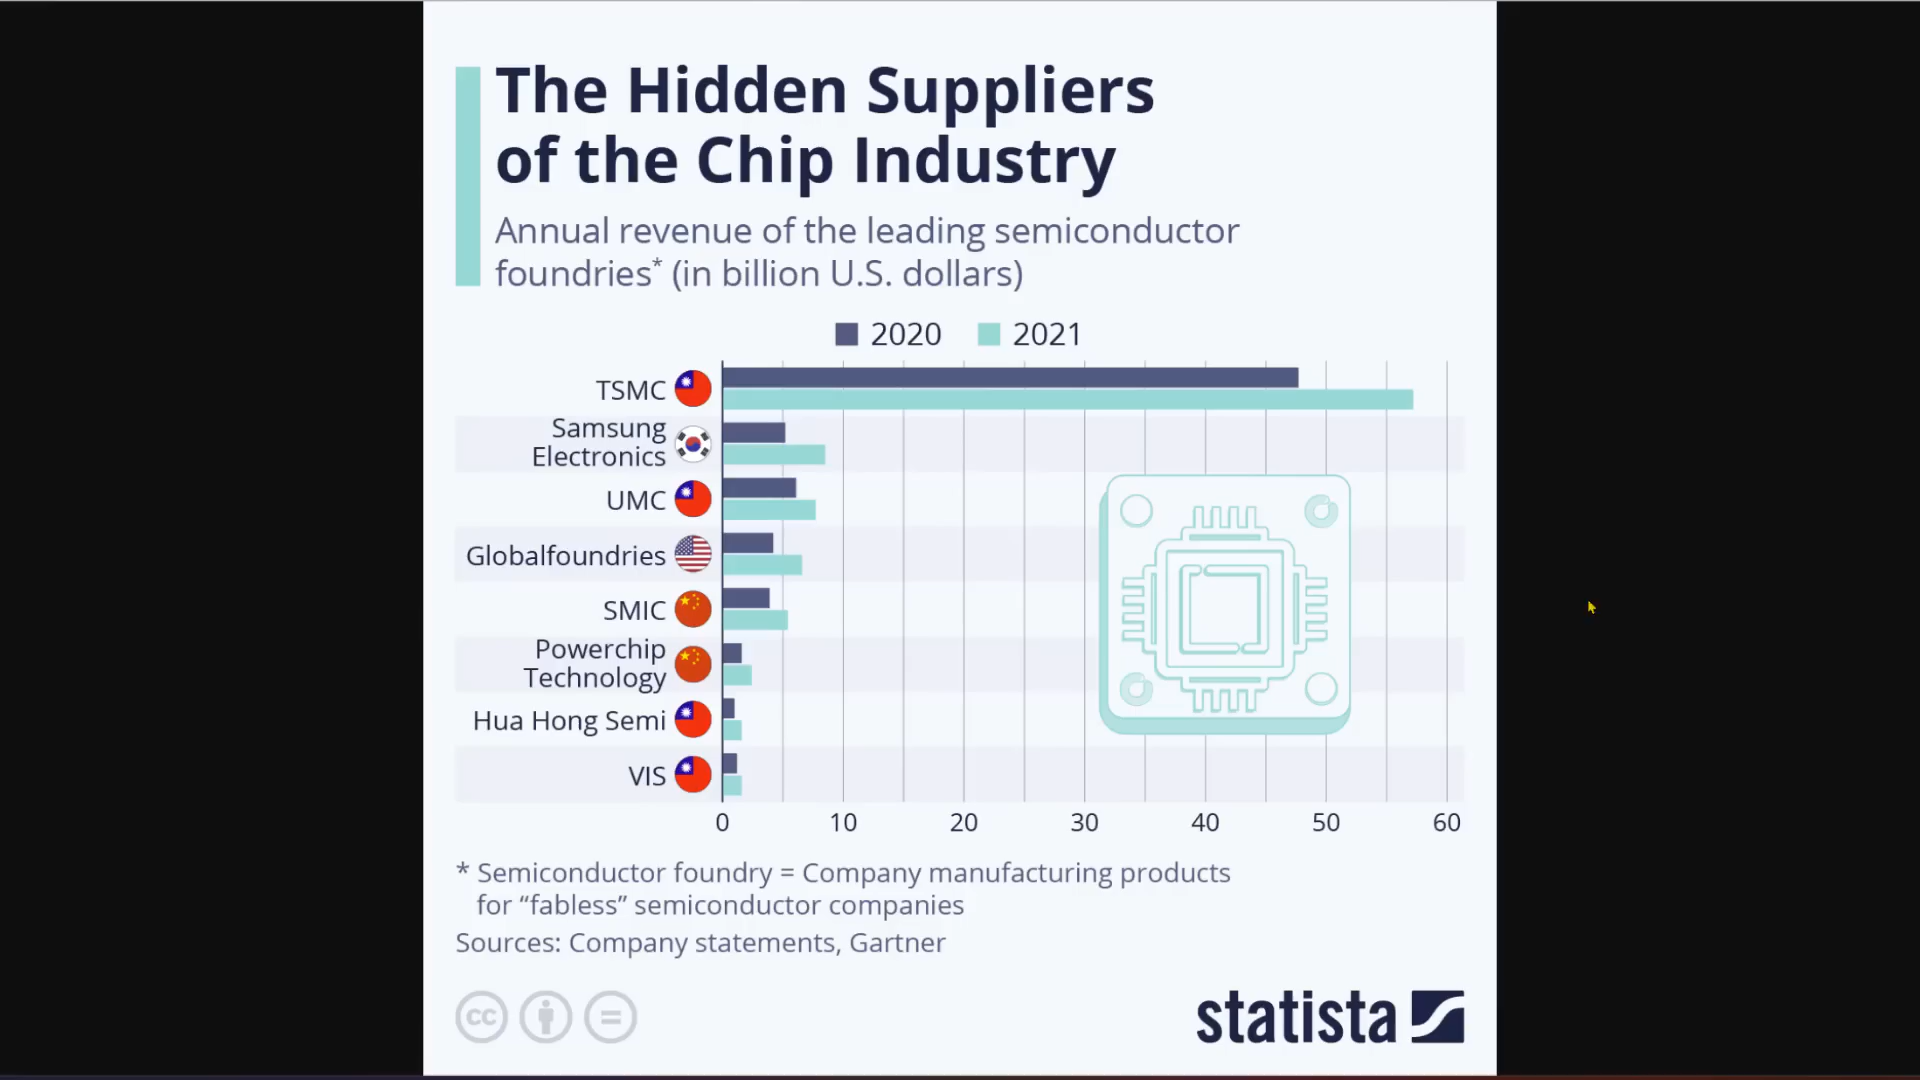 The Hidden Suppliers
of the Chip Industry
Annual revenue of the leading semiconductor
foundries* (in billion U.S. dollars)
2020 2021
TSMC
Samsung
Electronics
UMC
Globalfoundries
SMIC
Powerchip
Technology
Hua Hong Semi
VIS
0 10 20 30 40 50 60
* Semiconductor foundry = Company manufacturing products
for “fabless” semiconductor companies
Sources: Company statements, Gartner
cc
statista